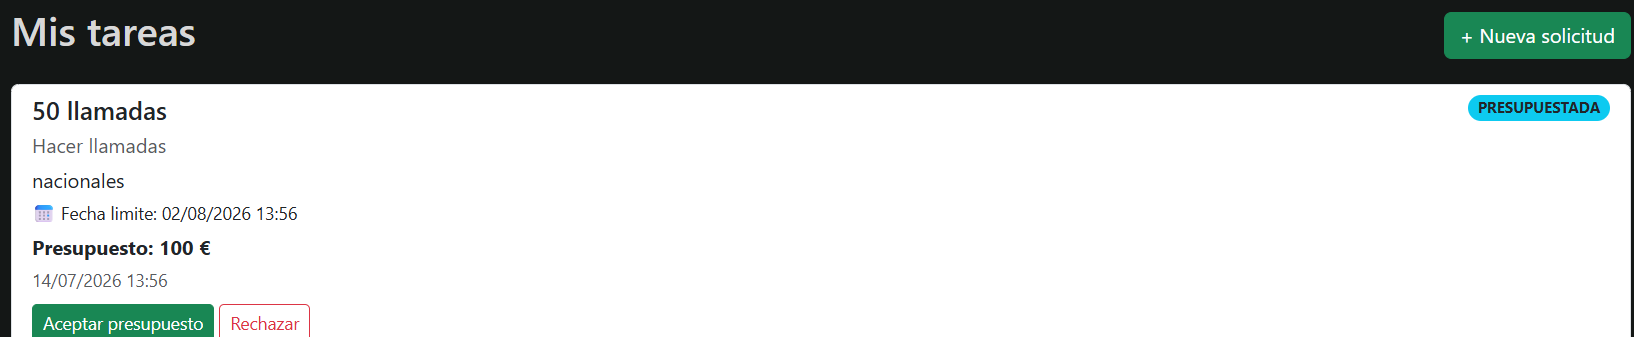 Mis tareas
+ Nueva solicitud
50 llamadas
PRESUPUESTADA
Hacer llamadas
nacionales
Fecha limite: 02/08/2026 13:56
Presupuesto: 100 €
14/07/2026 13:56
Aceptar presupuesto
Rechazar